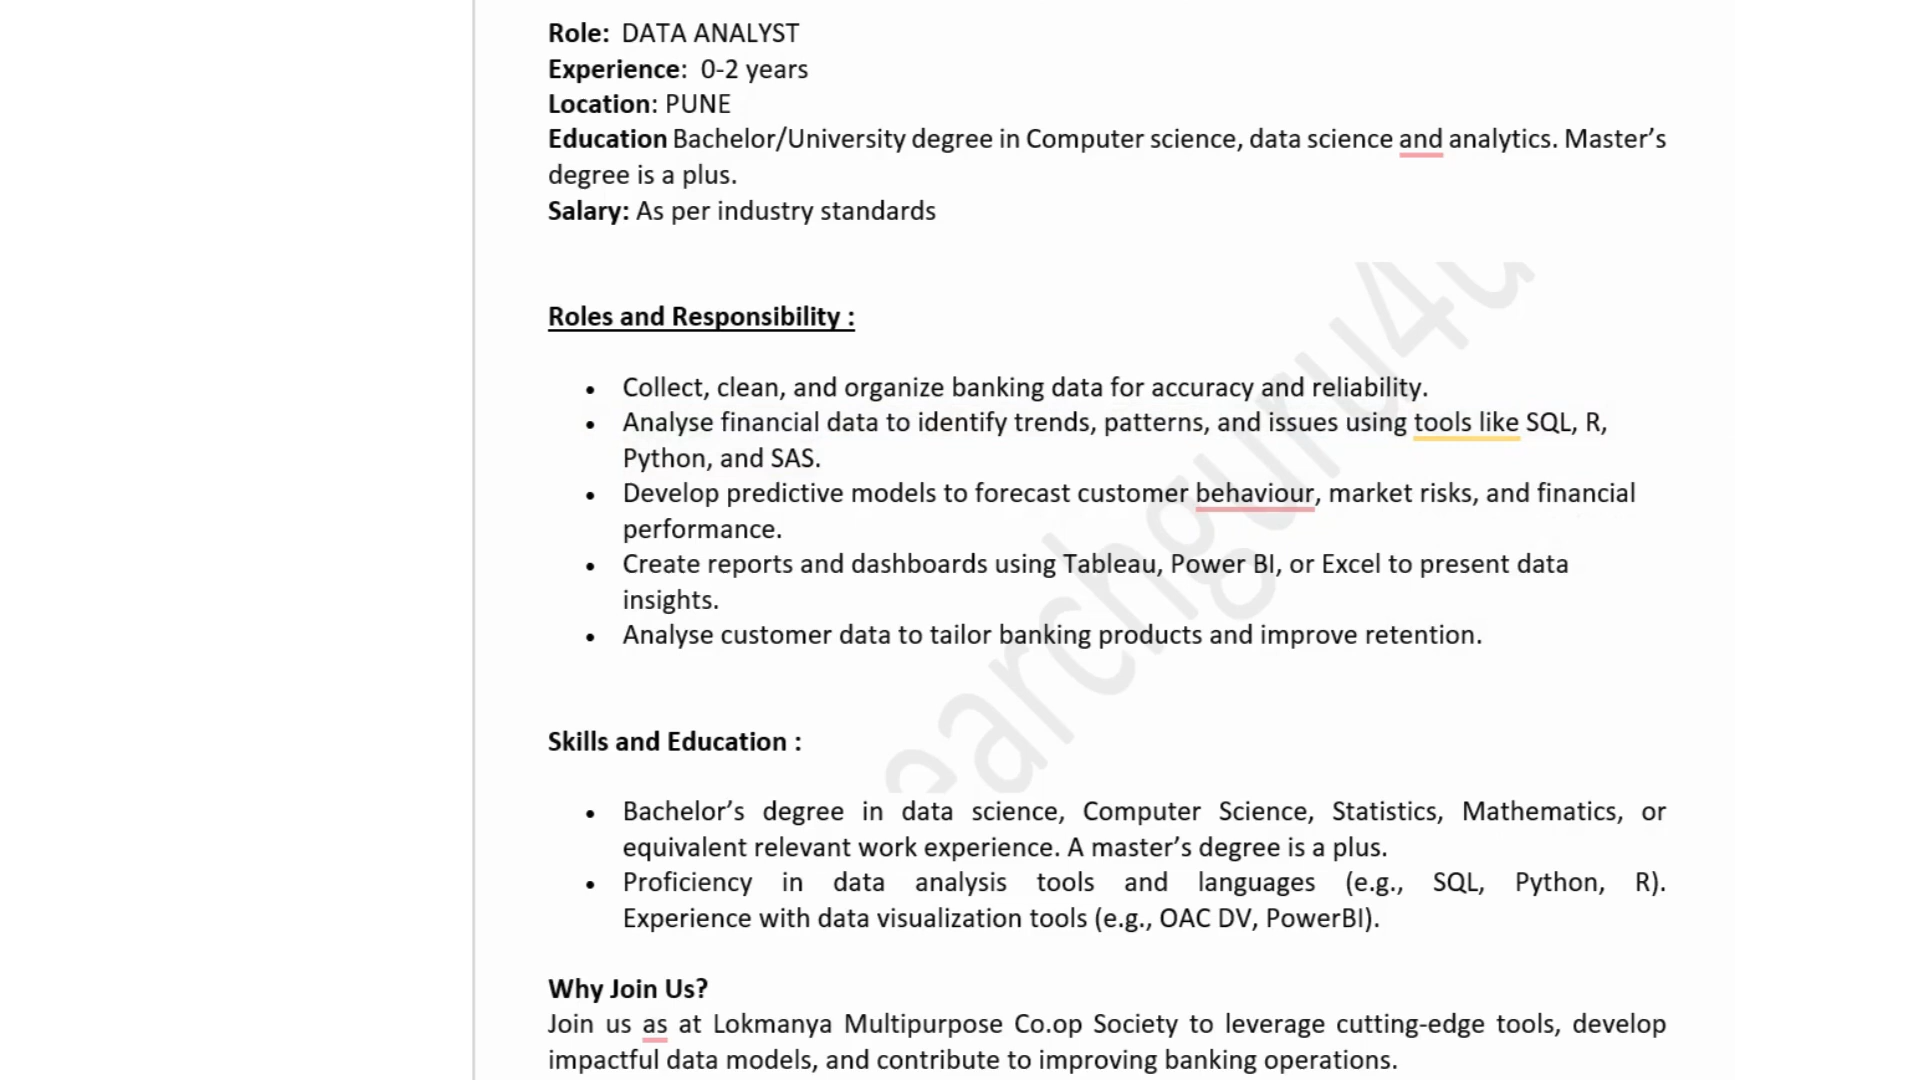 Role: DATA ANALYST
Experience: 0-2 years
Location: PUNE
Education Bachelor/University degree in Computer science, data science and analytics. Master’s
degree is a plus.
Salary: As per industry standards
Roles and Responsibility :
• Collect, clean, and organize banking data for accuracy and reliability.
• Analyse financial data to identify trends, patterns, and issues using tools like SQL, R,
Python, and SAS.
• Develop predictive models to forecast customer behaviour, market risks, and financial
performance.
• Create reports and dashboards using Tableau, Power BI, or Excel to present data
insights.
• Analyse customer data to tailor banking products and improve retention.
Skills and Education :
• Bachelor’s degree in data science, Computer Science, Statistics, Mathematics, or
equivalent relevant work experience. A master’s degree is a plus.
• Proficiency in data analysis tools and languages (e.g., SQL, Python, R).
Experience with data visualization tools (e.g., OAC DV, PowerBI).
Why Join Us?
Join us as at Lokmanya Multipurpose Co.op Society to leverage cutting-edge tools, develop
impactful data models, and contribute to improving banking operations.